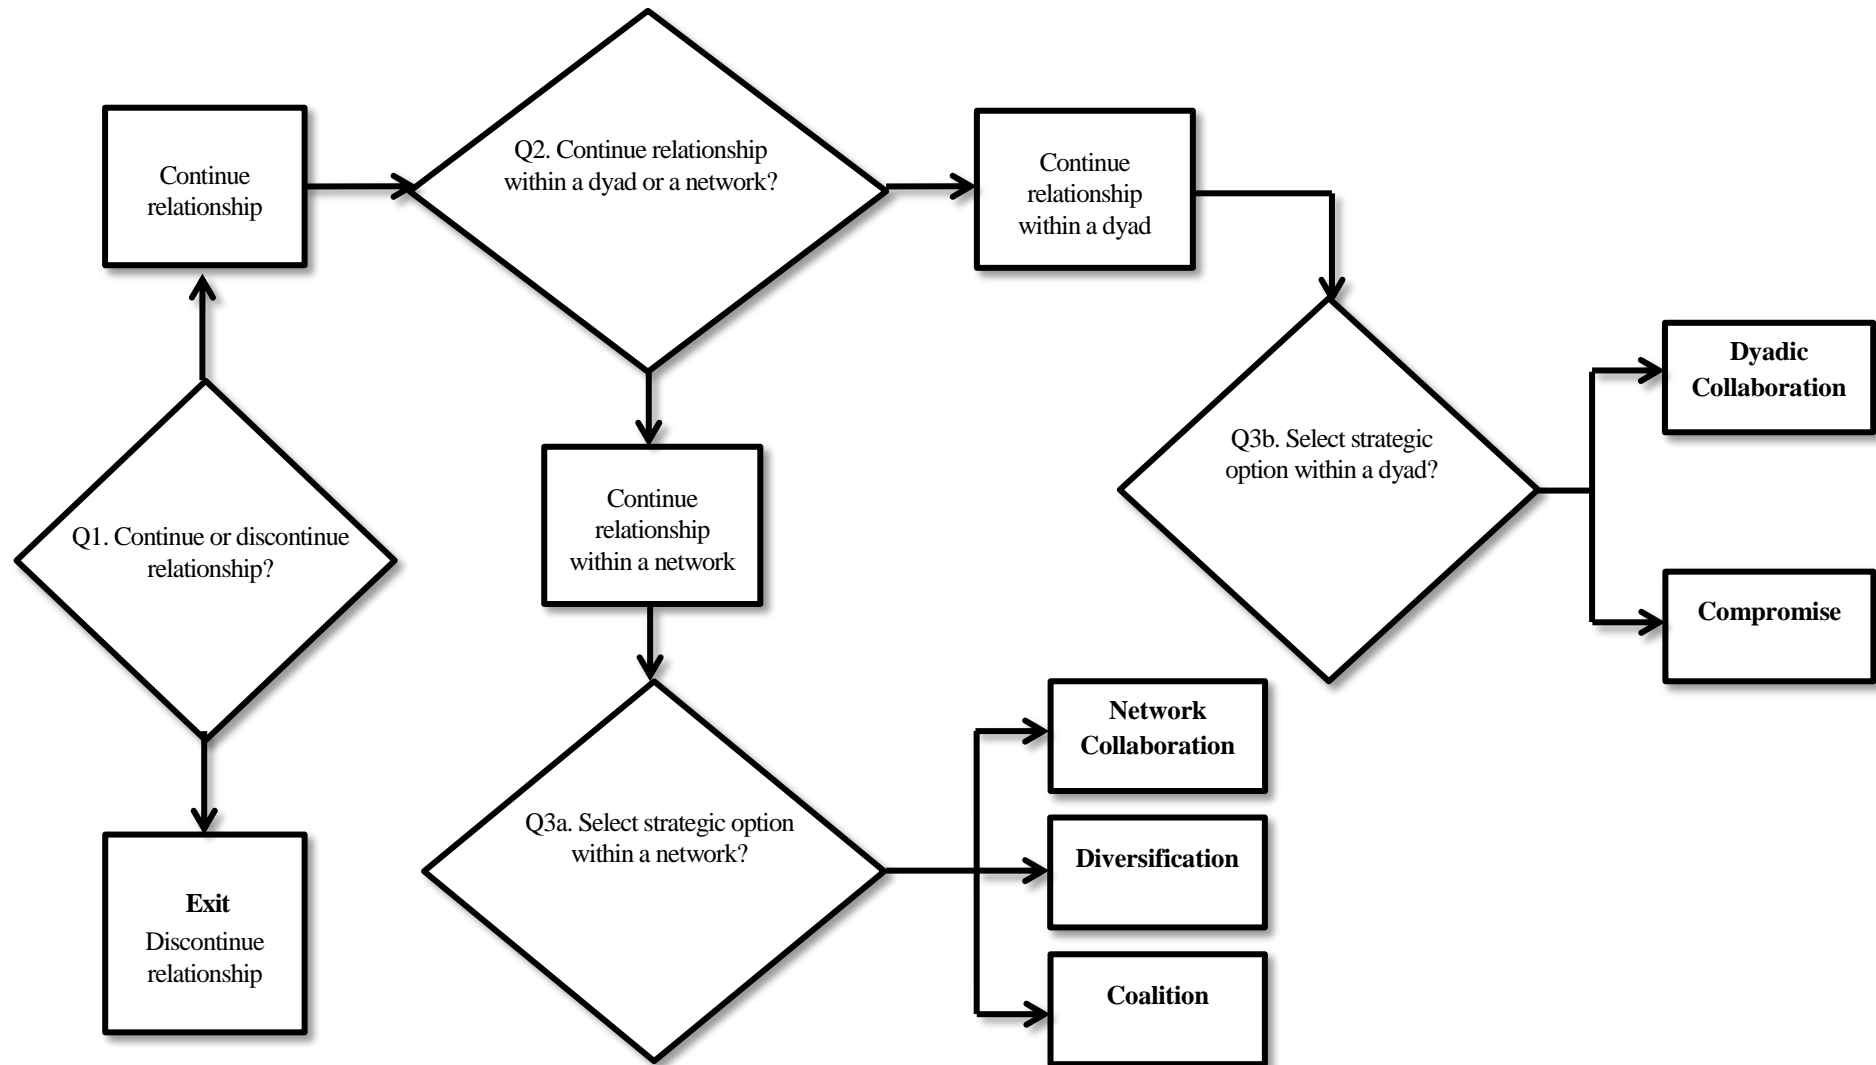 Continue
relationship
Q2. Continue relationship
within a dyad or a network?
Continue
relationship
within a dyad
Q1. Continue or discontinue
relationship?
Continue
relationship
within a network
Q3b. Select strategic
option within a dyad?
Dyadic
Collaboration
Compromise
Exit
Discontinue
relationship
Q3a. Select strategic option
within a network?
Network
Collaboration
Diversification
Coalition